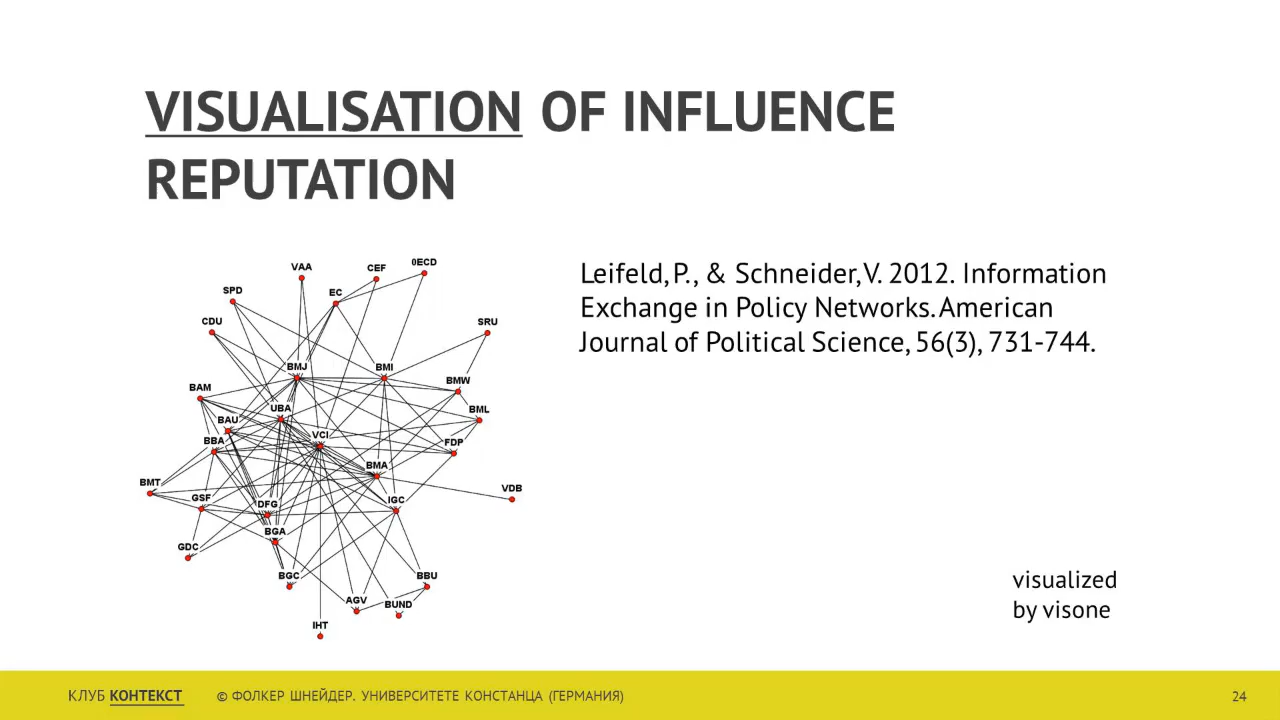 VISUALISATION OF INFLUENCE
REPUTATION
Leifeld, P., & Schneider, V. 2012. Information
Exchange in Policy Networks. American
Journal of Political Science, 56(3), 731-744.
VAA
CEF
0ECD
SPD
EC
CDU
SRU
BMJ
BMI
BMW
BAM
UBA
BML
BAU
VCI
BBA
FDP
BMA
BMT
VDB
GSF
DFG
IGC
BGA
GDC
BGC
BBU
AGV
BUND
IHT
visualized
by visone
КЛУБ КОНТЕКСТ
© ФОЛКЕР ШНЕЙДЕР. УНИВЕРСИТЕТЕ КОНСТАНЦА (ГЕРМАНИЯ)
24